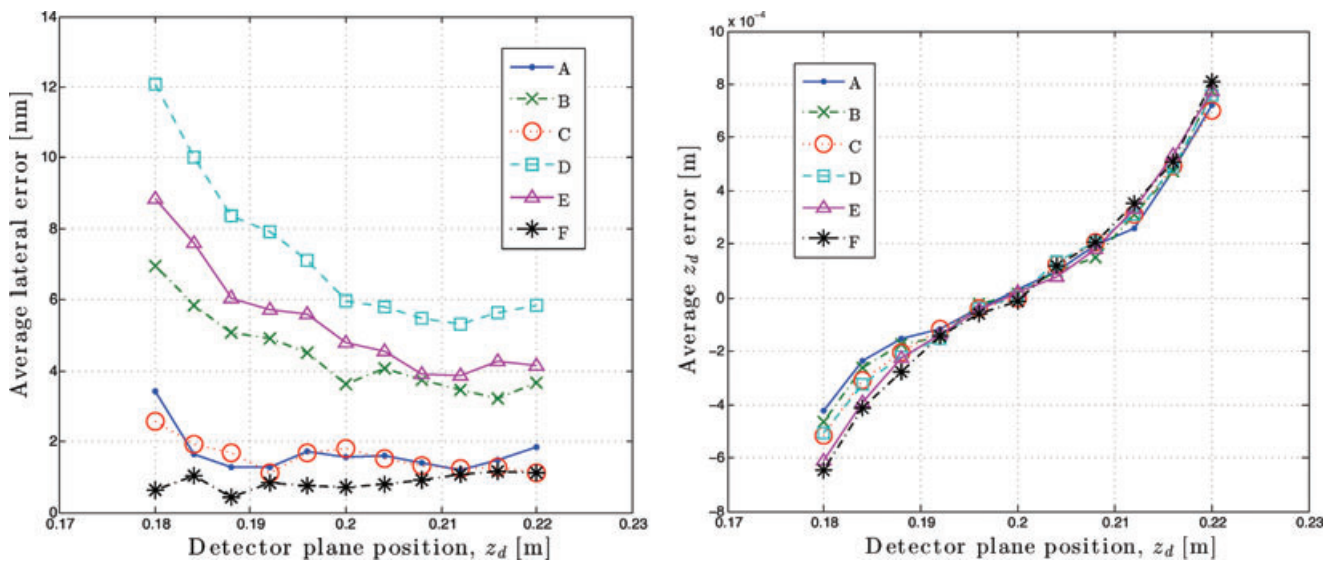 14
12
10
8
6
4
2
0
0.17
0.18
0.19
0.2
0.21
0.22
0.23
Average lateral error [nm]
Detector plane position, z_d [m]
A
B
C
D
E
F
10
x 10⁻⁴
8
6
4
2
0
−2
−4
−6
−8
0.17
0.18
0.19
0.2
0.21
0.22
0.23
Average z_d error [m]
Detector plane position, z_d [m]
A
B
C
D
E
F